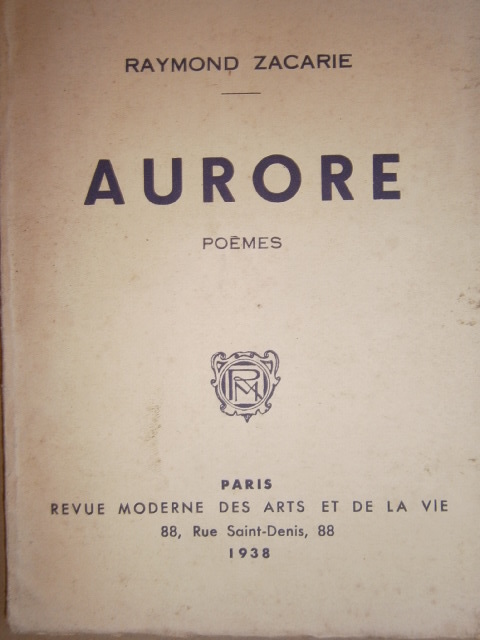 RAYMOND ZACARIE
AURORE
POÈMES
RM
PARIS
REVUE MODERNE DES ARTS ET DE LA VIE
88, Rue Saint-Denis, 88
1938